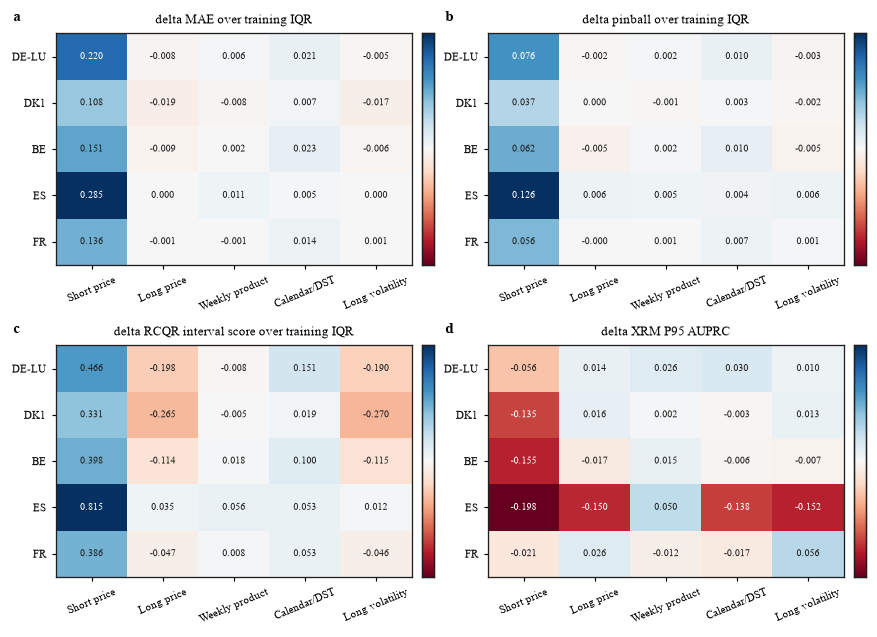 a
delta MAE over training IQR
DE-LU 0.220 -0.008 0.006 0.021 -0.005
DK1 0.108 -0.019 -0.008 0.007 -0.017
BE 0.151 -0.009 0.002 0.023 -0.006
ES 0.285 0.000 0.011 0.005 0.000
FR 0.136 -0.001 -0.001 0.014 0.001
Short price Long price Weekly product Calendar/DST Long volatility
b
delta pinball over training IQR
DE-LU 0.076 -0.002 0.002 0.010 -0.003
DK1 0.037 0.000 -0.001 0.003 -0.002
BE 0.062 -0.005 0.002 0.010 -0.005
ES 0.126 0.006 0.005 0.004 0.006
FR 0.056 -0.000 0.001 0.007 0.001
Short price Long price Weekly product Calendar/DST Long volatility
c
delta RCQR interval score over training IQR
DE-LU 0.466 -0.198 -0.008 0.151 -0.190
DK1 0.331 -0.265 -0.005 0.019 -0.270
BE 0.398 -0.114 0.018 0.100 -0.115
ES 0.815 0.035 0.056 0.053 0.012
FR 0.386 -0.047 0.008 0.053 -0.046
Short price Long price Weekly product Calendar/DST Long volatility
d
delta XRM P95 AUPRC
DE-LU -0.056 0.014 0.026 0.030 0.010
DK1 -0.135 0.016 0.002 -0.003 0.013
BE -0.155 -0.017 0.015 -0.006 -0.007
ES -0.198 -0.150 0.050 -0.138 -0.152
FR -0.021 0.026 -0.012 -0.017 0.056
Short price Long price Weekly product Calendar/DST Long volatility